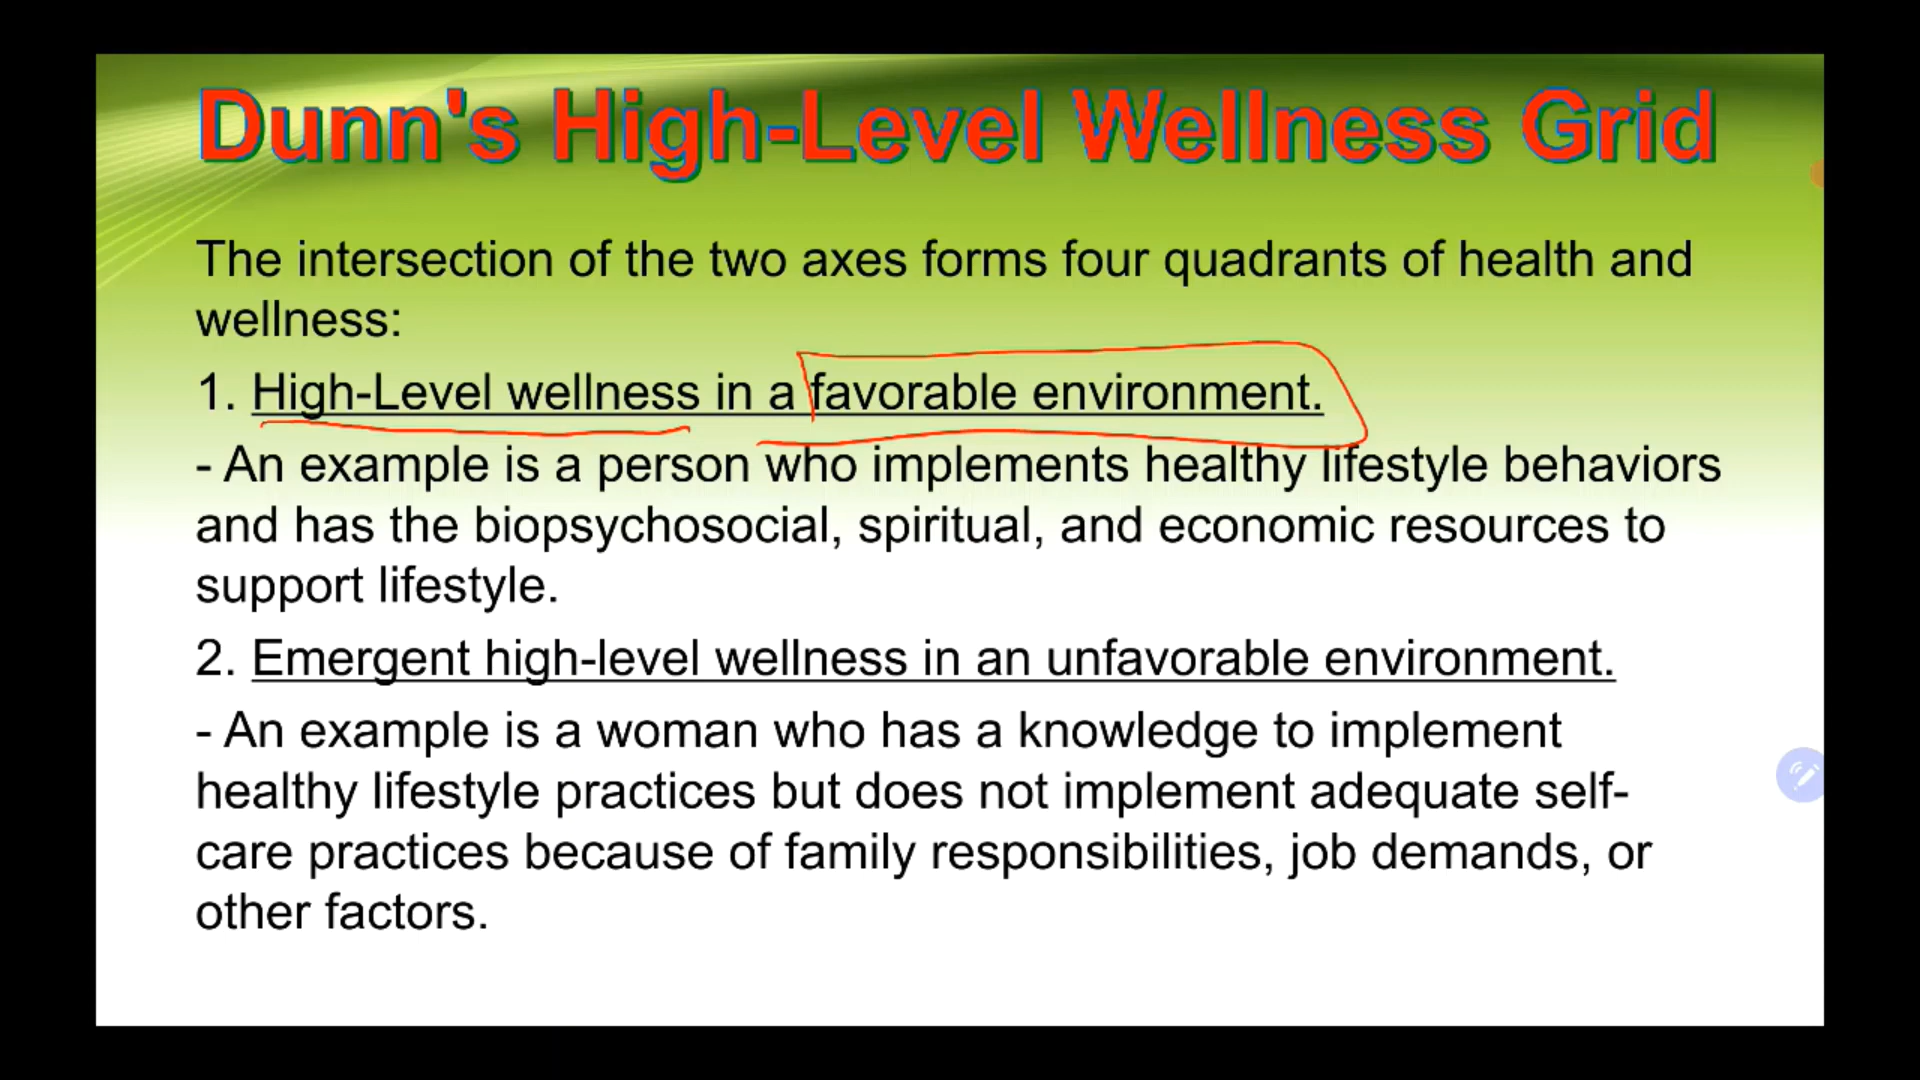 Dunn's High-Level Wellness Grid
The intersection of the two axes forms four quadrants of health and
wellness:
1. High-Level wellness in a favorable environment.
- An example is a person who implements healthy lifestyle behaviors
and has the biopsychosocial, spiritual, and economic resources to
support lifestyle.
2. Emergent high-level wellness in an unfavorable environment.
- An example is a woman who has a knowledge to implement
healthy lifestyle practices but does not implement adequate self-
care practices because of family responsibilities, job demands, or
other factors.